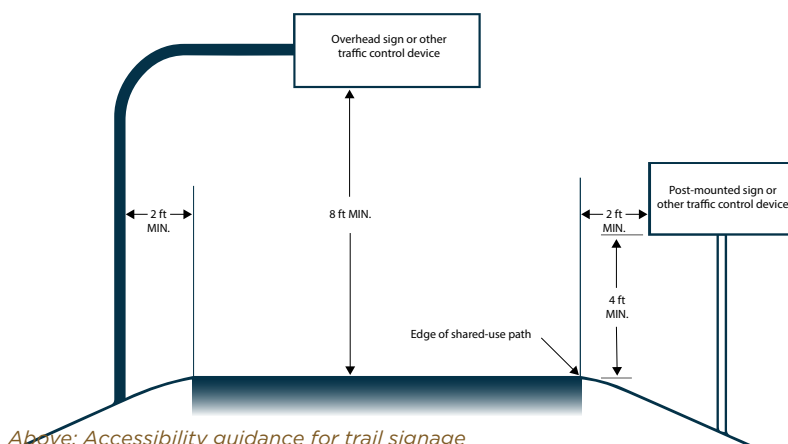 Overhead sign or other
traffic control device
Post-mounted sign or
other traffic control device
2 ft
MIN.
8 ft MIN.
2 ft
MIN.
4 ft
MIN.
Edge of shared-use path
Above: Accessibility guidance for trail signage